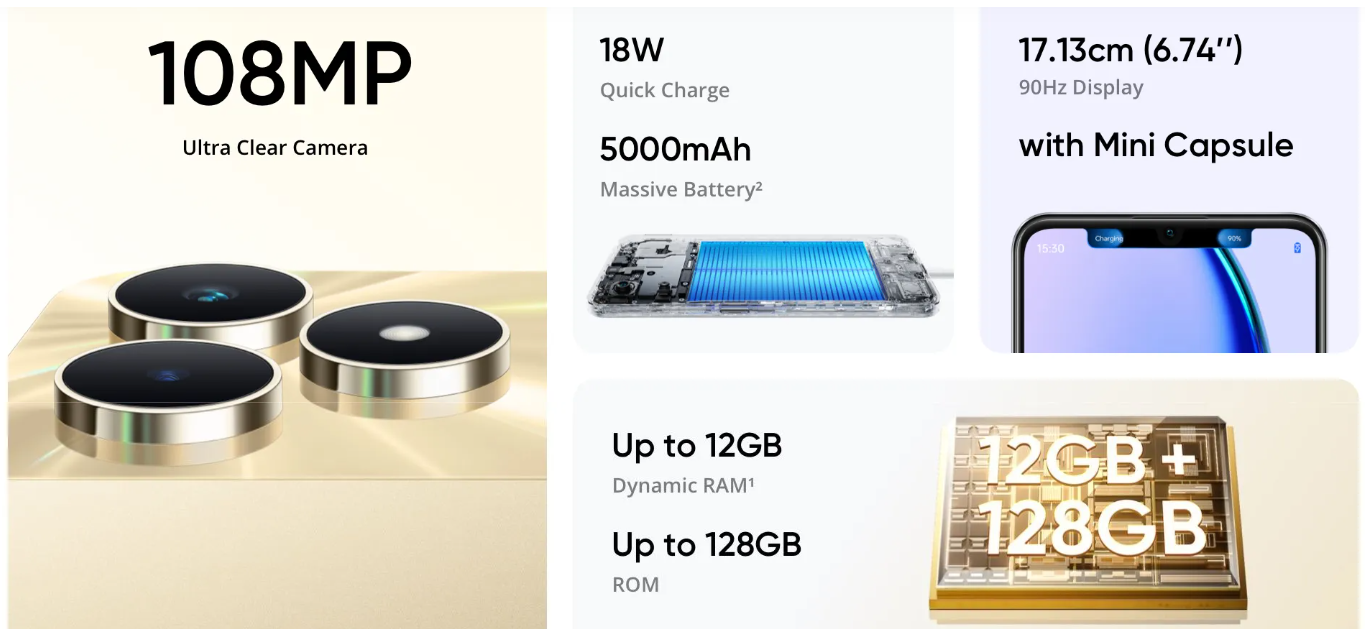 108MP
Ultra Clear Camera
18W
Quick Charge
5000mAh
Massive Battery²
17.13cm (6.74’’)
90Hz Display
with Mini Capsule
15:30
Charging
90%
Up to 12GB
Dynamic RAM¹
Up to 128GB
ROM
12GB +
128GB